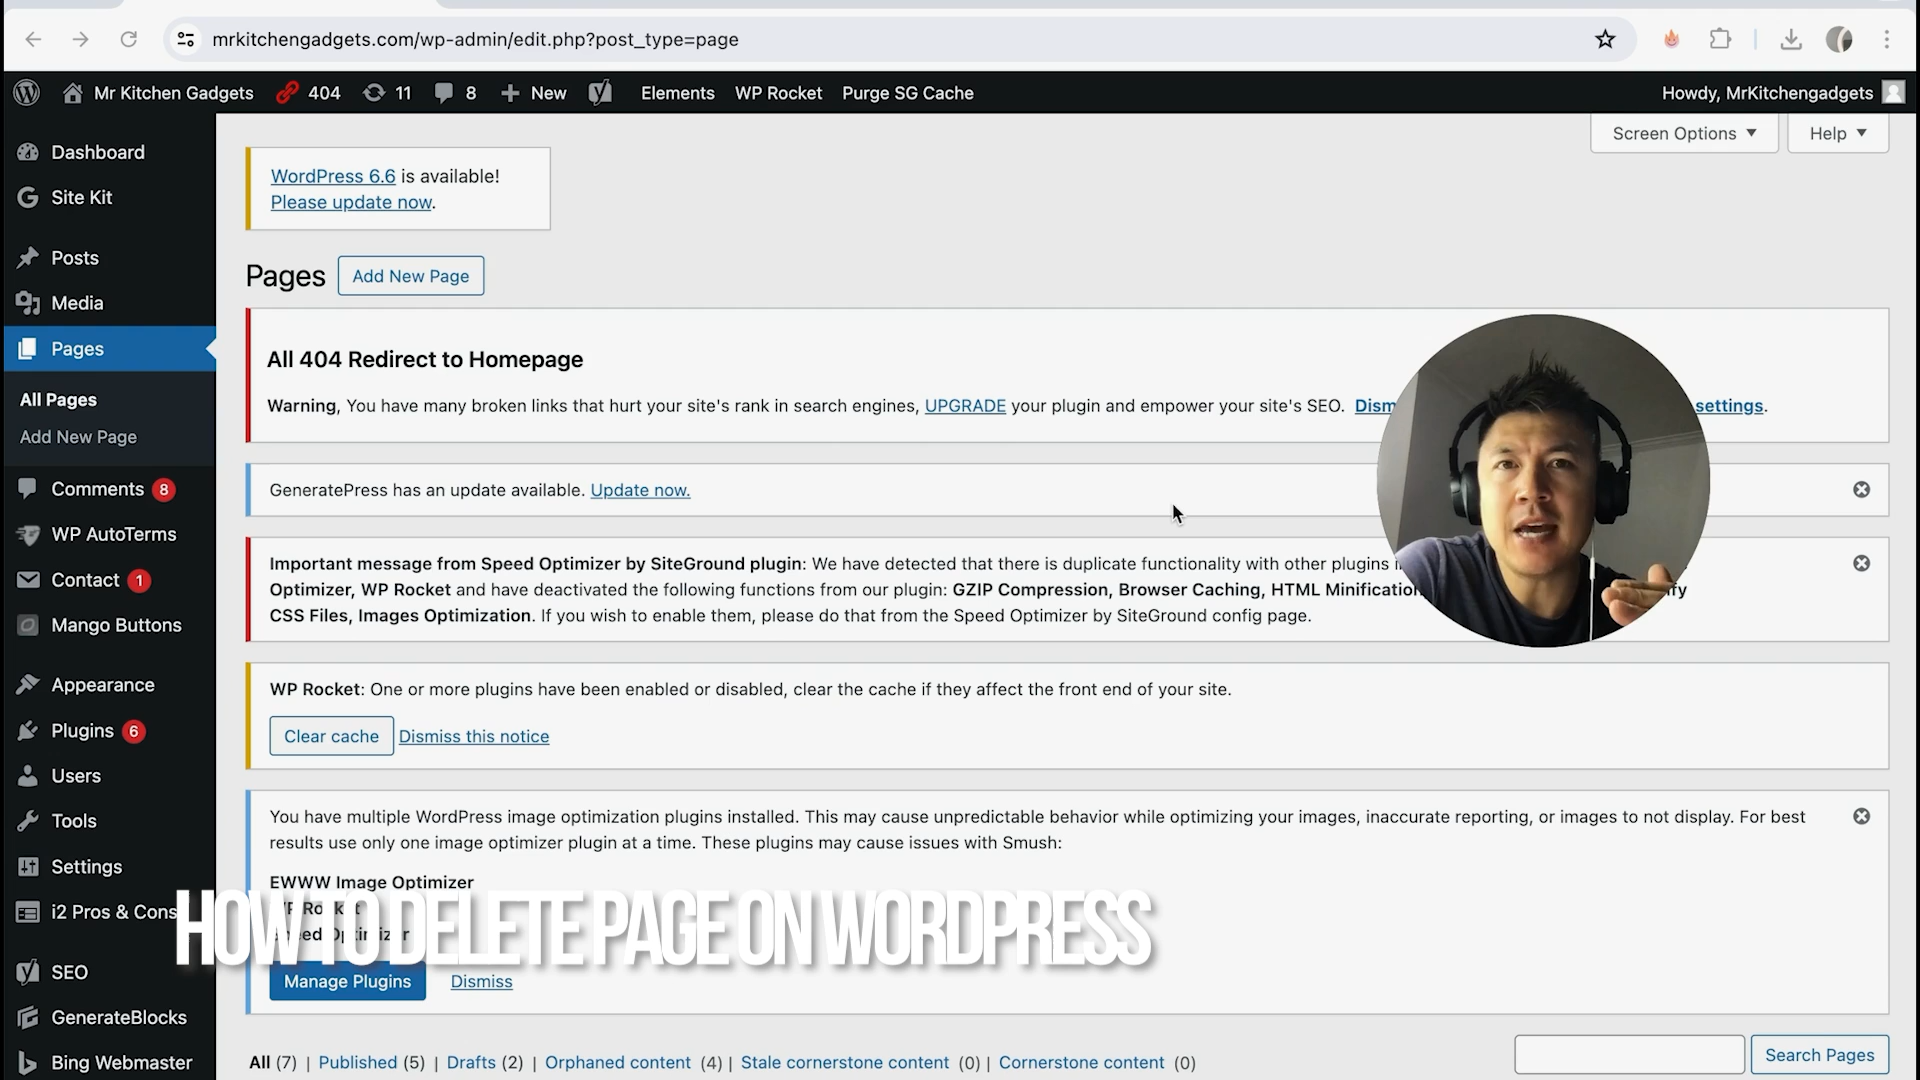 mrkitchengadgets.com/wp-admin/edit.php?post_type=page
Mr Kitchen Gadgets 404 11 8 New Elements WP Rocket Purge SG Cache Howdy, MrKitchengadgets
Screen Options Help
Dashboard
Site Kit
Posts
Media
Pages
All Pages
Add New Page
Comments 8
WP AutoTerms
Contact 1
Mango Buttons
Appearance
Plugins 6
Users
Tools
Settings
i2 Pros & Cons
SEO
GenerateBlocks
Bing Webmaster
WordPress 6.6 is available!
Please update now.
Pages Add New Page
All 404 Redirect to Homepage
Warning, You have many broken links that hurt your site's rank in search engines, UPGRADE your plugin and empower your site's SEO. settings.
GeneratePress has an update available. Update now.
Important message from Speed Optimizer by SiteGround plugin: We have detected that there is duplicate functionality with other plugins
Optimizer, WP Rocket and have deactivated the following functions from our plugin: GZIP Compression, Browser Caching, HTML Minification
CSS Files, Images Optimization. If you wish to enable them, please do that from the Speed Optimizer by SiteGround config page.
WP Rocket: One or more plugins have been enabled or disabled, clear the cache if they affect the front end of your site.
Clear cache Dismiss this notice
You have multiple WordPress image optimization plugins installed. This may cause unpredictable behavior while optimizing your images, inaccurate reporting, or images to not display. For best
results use only one image optimizer plugin at a time. These plugins may cause issues with Smush:
EWWW Image Optimizer
WP Rocket
Speed Optimizer
HOW TO DELETE PAGE ON WORDPRESS
Manage Plugins Dismiss
All (7) | Published (5) | Drafts (2) | Orphaned content (4) | Stale cornerstone content (0) | Cornerstone content (0)
Search Pages